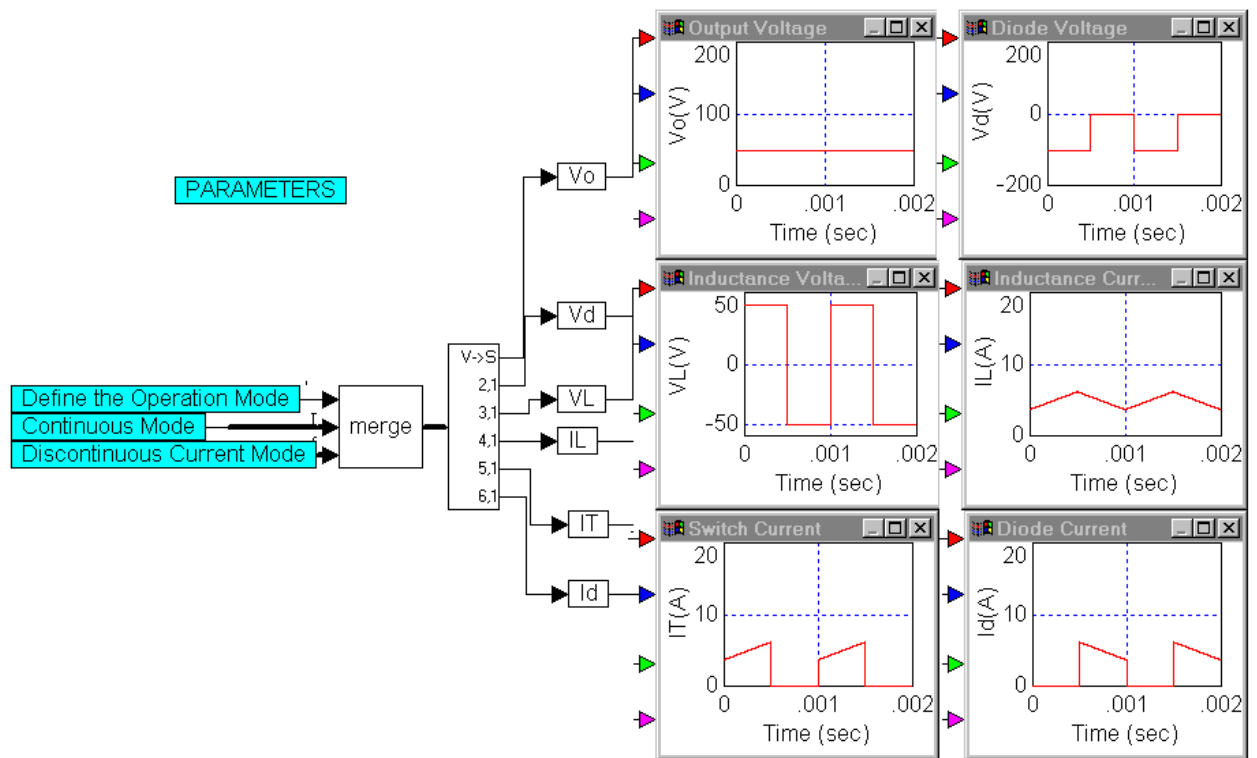 PARAMETERS
Define the Operation Mode
Continuous Mode
Discontinuous Current Mode
merge
V->S
2,1
3,1
4,1
5,1
6,1
Vo
Vd
VL
IL
IT
Id
Output Voltage
Vo(V)
200
100
0
0 .001 .002
Time (sec)
Diode Voltage
Vd(V)
200
0
-200
0 .001 .002
Time (sec)
Inductance Volta...
VL(V)
50
0
-50
0 .001 .002
Time (sec)
Inductance Curr...
IL(A)
20
10
0
0 .001 .002
Time (sec)
Switch Current
IT(A)
20
10
0
0 .001 .002
Time (sec)
Diode Current
Id(A)
20
10
0
0 .001 .002
Time (sec)